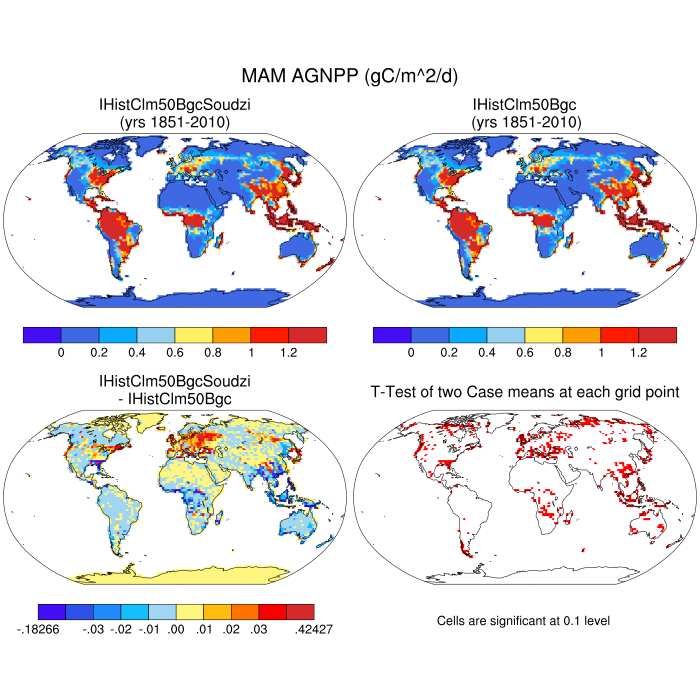 MAM AGNPP (gC/m^2/d)
IHistClm50BgcSoudzi
(yrs 1851-2010)
IHistClm50Bgc
(yrs 1851-2010)
0 0.2 0.4 0.6 0.8 1 1.2
0 0.2 0.4 0.6 0.8 1 1.2
IHistClm50BgcSoudzi
- IHistClm50Bgc
T-Test of two Case means at each grid point
-.18266 -.03 -.02 -.01 .00 .01 .02 .03 .42427
Cells are significant at 0.1 level